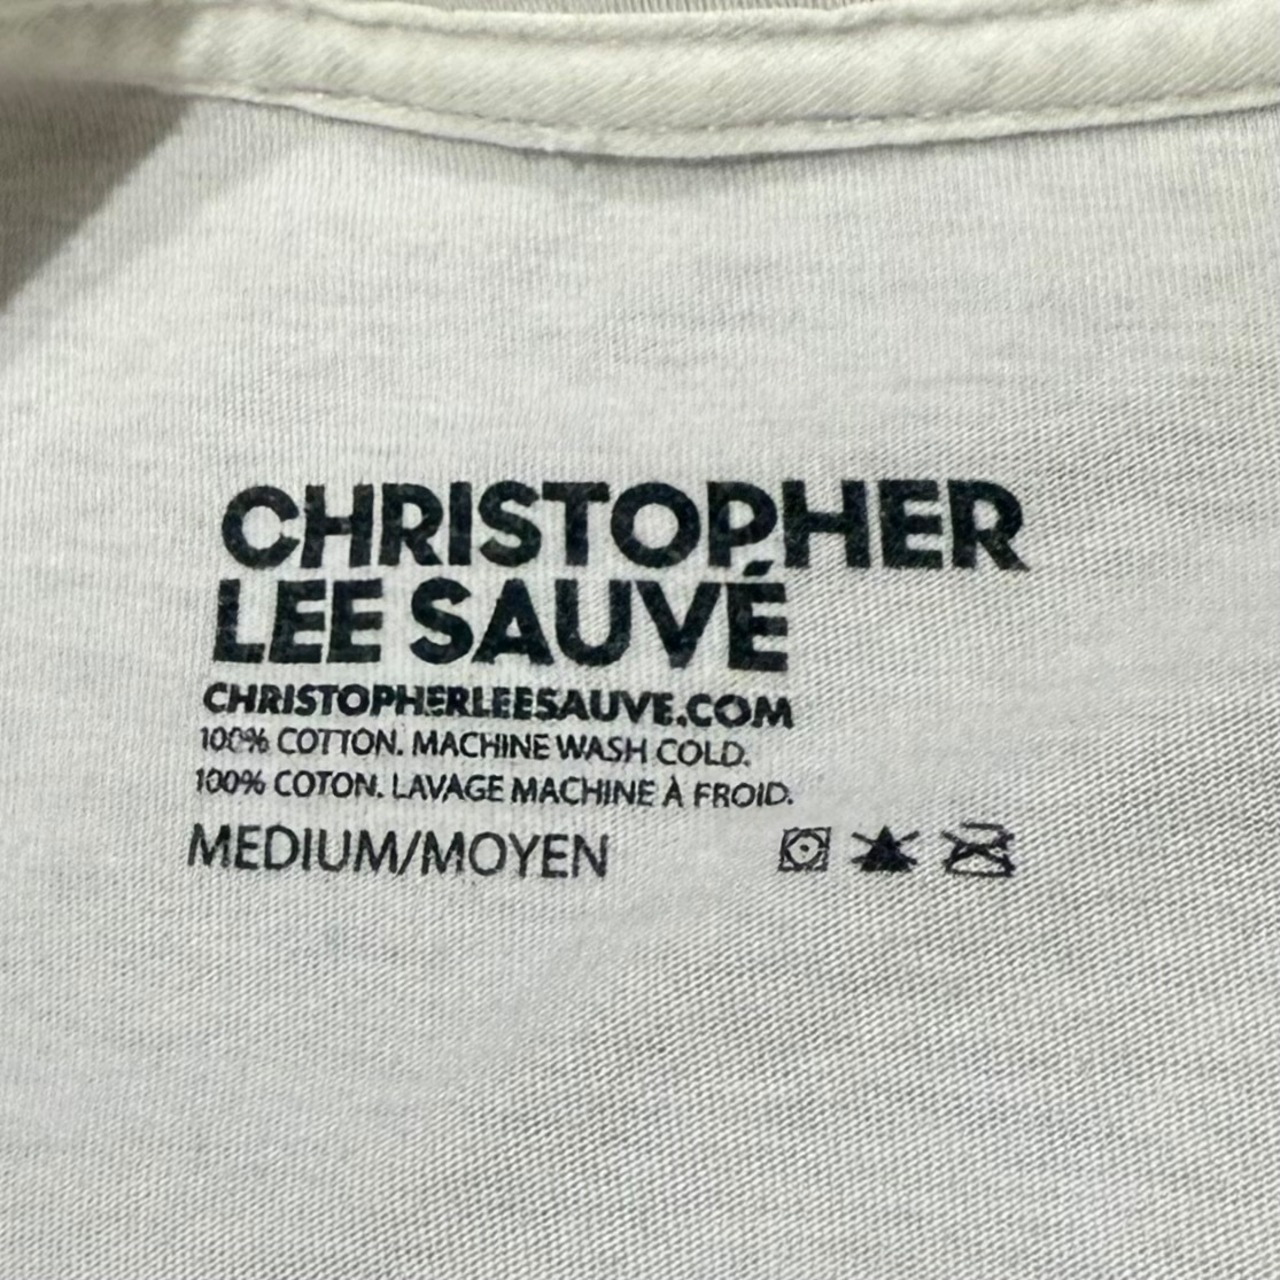 CHRISTOPHER
LEE SAUVÉ
CHRISTOPHERLEESAUVE.COM
100% COTTON. MACHINE WASH COLD.
100% COTON. LAVAGE MACHINE À FROID.
MEDIUM/MOYEN